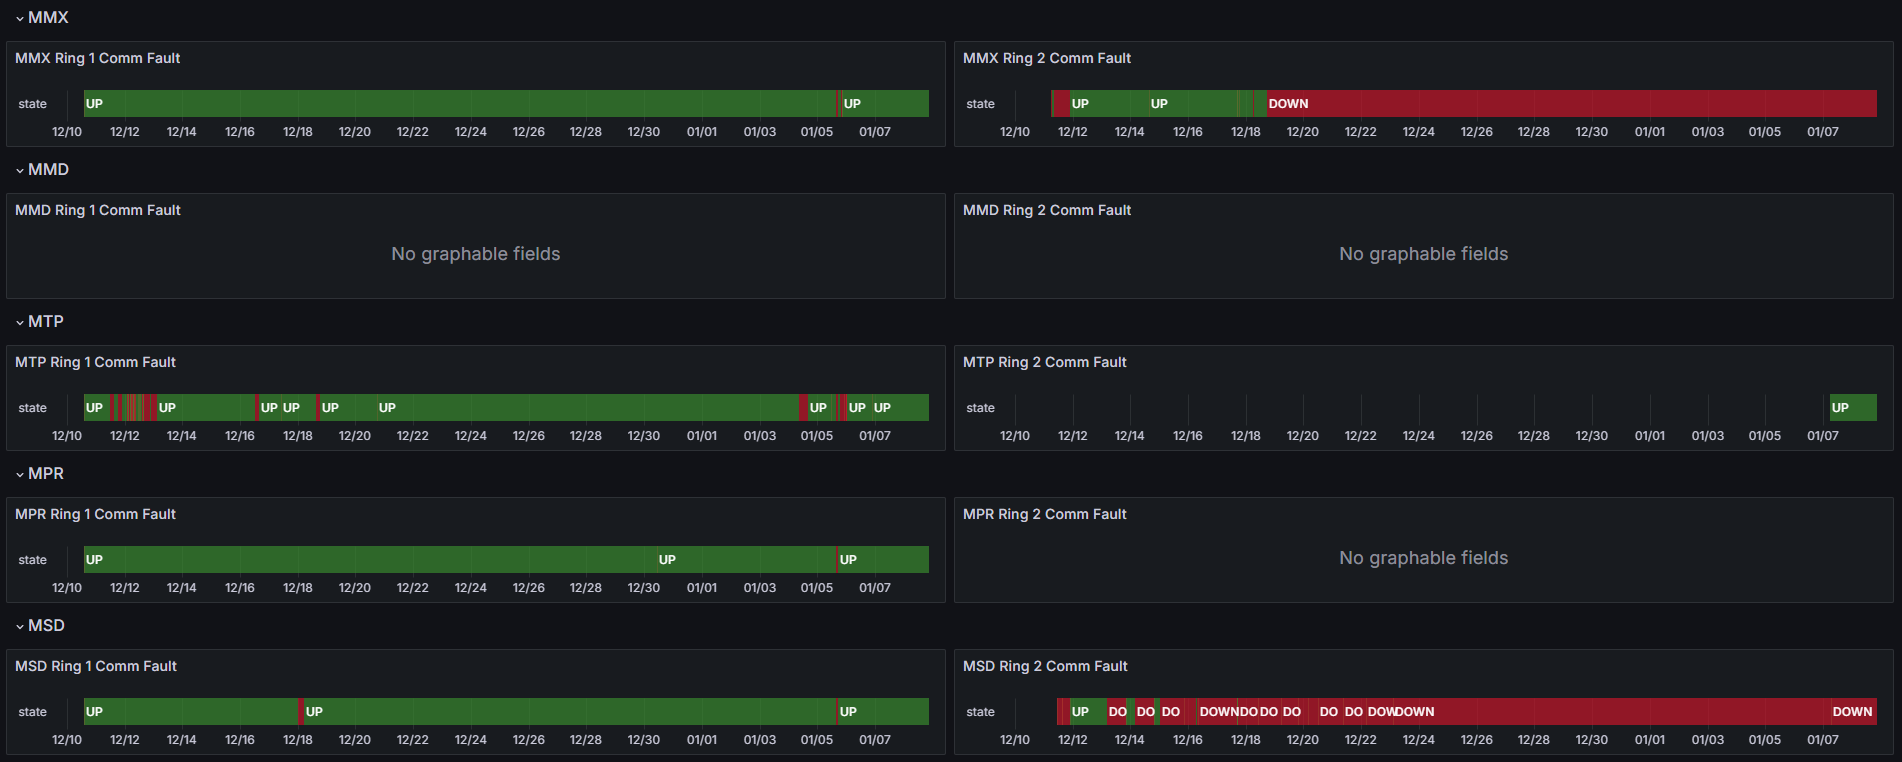 MMX
MMX Ring 1 Comm Fault
state
UP UP
12/10 12/12 12/14 12/16 12/18 12/20 12/22 12/24 12/26 12/28 12/30 01/01 01/03 01/05 01/07
MMX Ring 2 Comm Fault
state
UP UP DOWN
12/10 12/12 12/14 12/16 12/18 12/20 12/22 12/24 12/26 12/28 12/30 01/01 01/03 01/05 01/07
MMD
MMD Ring 1 Comm Fault
No graphable fields
MMD Ring 2 Comm Fault
No graphable fields
MTP
MTP Ring 1 Comm Fault
state
UP UP UP UP UP UP UP UP UP
12/10 12/12 12/14 12/16 12/18 12/20 12/22 12/24 12/26 12/28 12/30 01/01 01/03 01/05 01/07
MTP Ring 2 Comm Fault
state
UP
12/10 12/12 12/14 12/16 12/18 12/20 12/22 12/24 12/26 12/28 12/30 01/01 01/03 01/05 01/07
MPR
MPR Ring 1 Comm Fault
state
UP UP UP
12/10 12/12 12/14 12/16 12/18 12/20 12/22 12/24 12/26 12/28 12/30 01/01 01/03 01/05 01/07
MPR Ring 2 Comm Fault
No graphable fields
MSD
MSD Ring 1 Comm Fault
state
UP UP UP
12/10 12/12 12/14 12/16 12/18 12/20 12/22 12/24 12/26 12/28 12/30 01/01 01/03 01/05 01/07
MSD Ring 2 Comm Fault
state
UP DO DO DO DOWN DO DO DO DO DO DOW DOWN DOWN
12/10 12/12 12/14 12/16 12/18 12/20 12/22 12/24 12/26 12/28 12/30 01/01 01/03 01/05 01/07